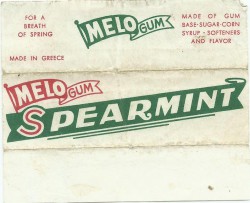 FOR A
BREATH
OF SPRING
MADE IN GREECE
MELO GUM
MADE OF GUM
BASE-SUGAR-CORN
SYRUP - SOFTENERS
AND FLAVOR
MELO GUM
SPEARMINT